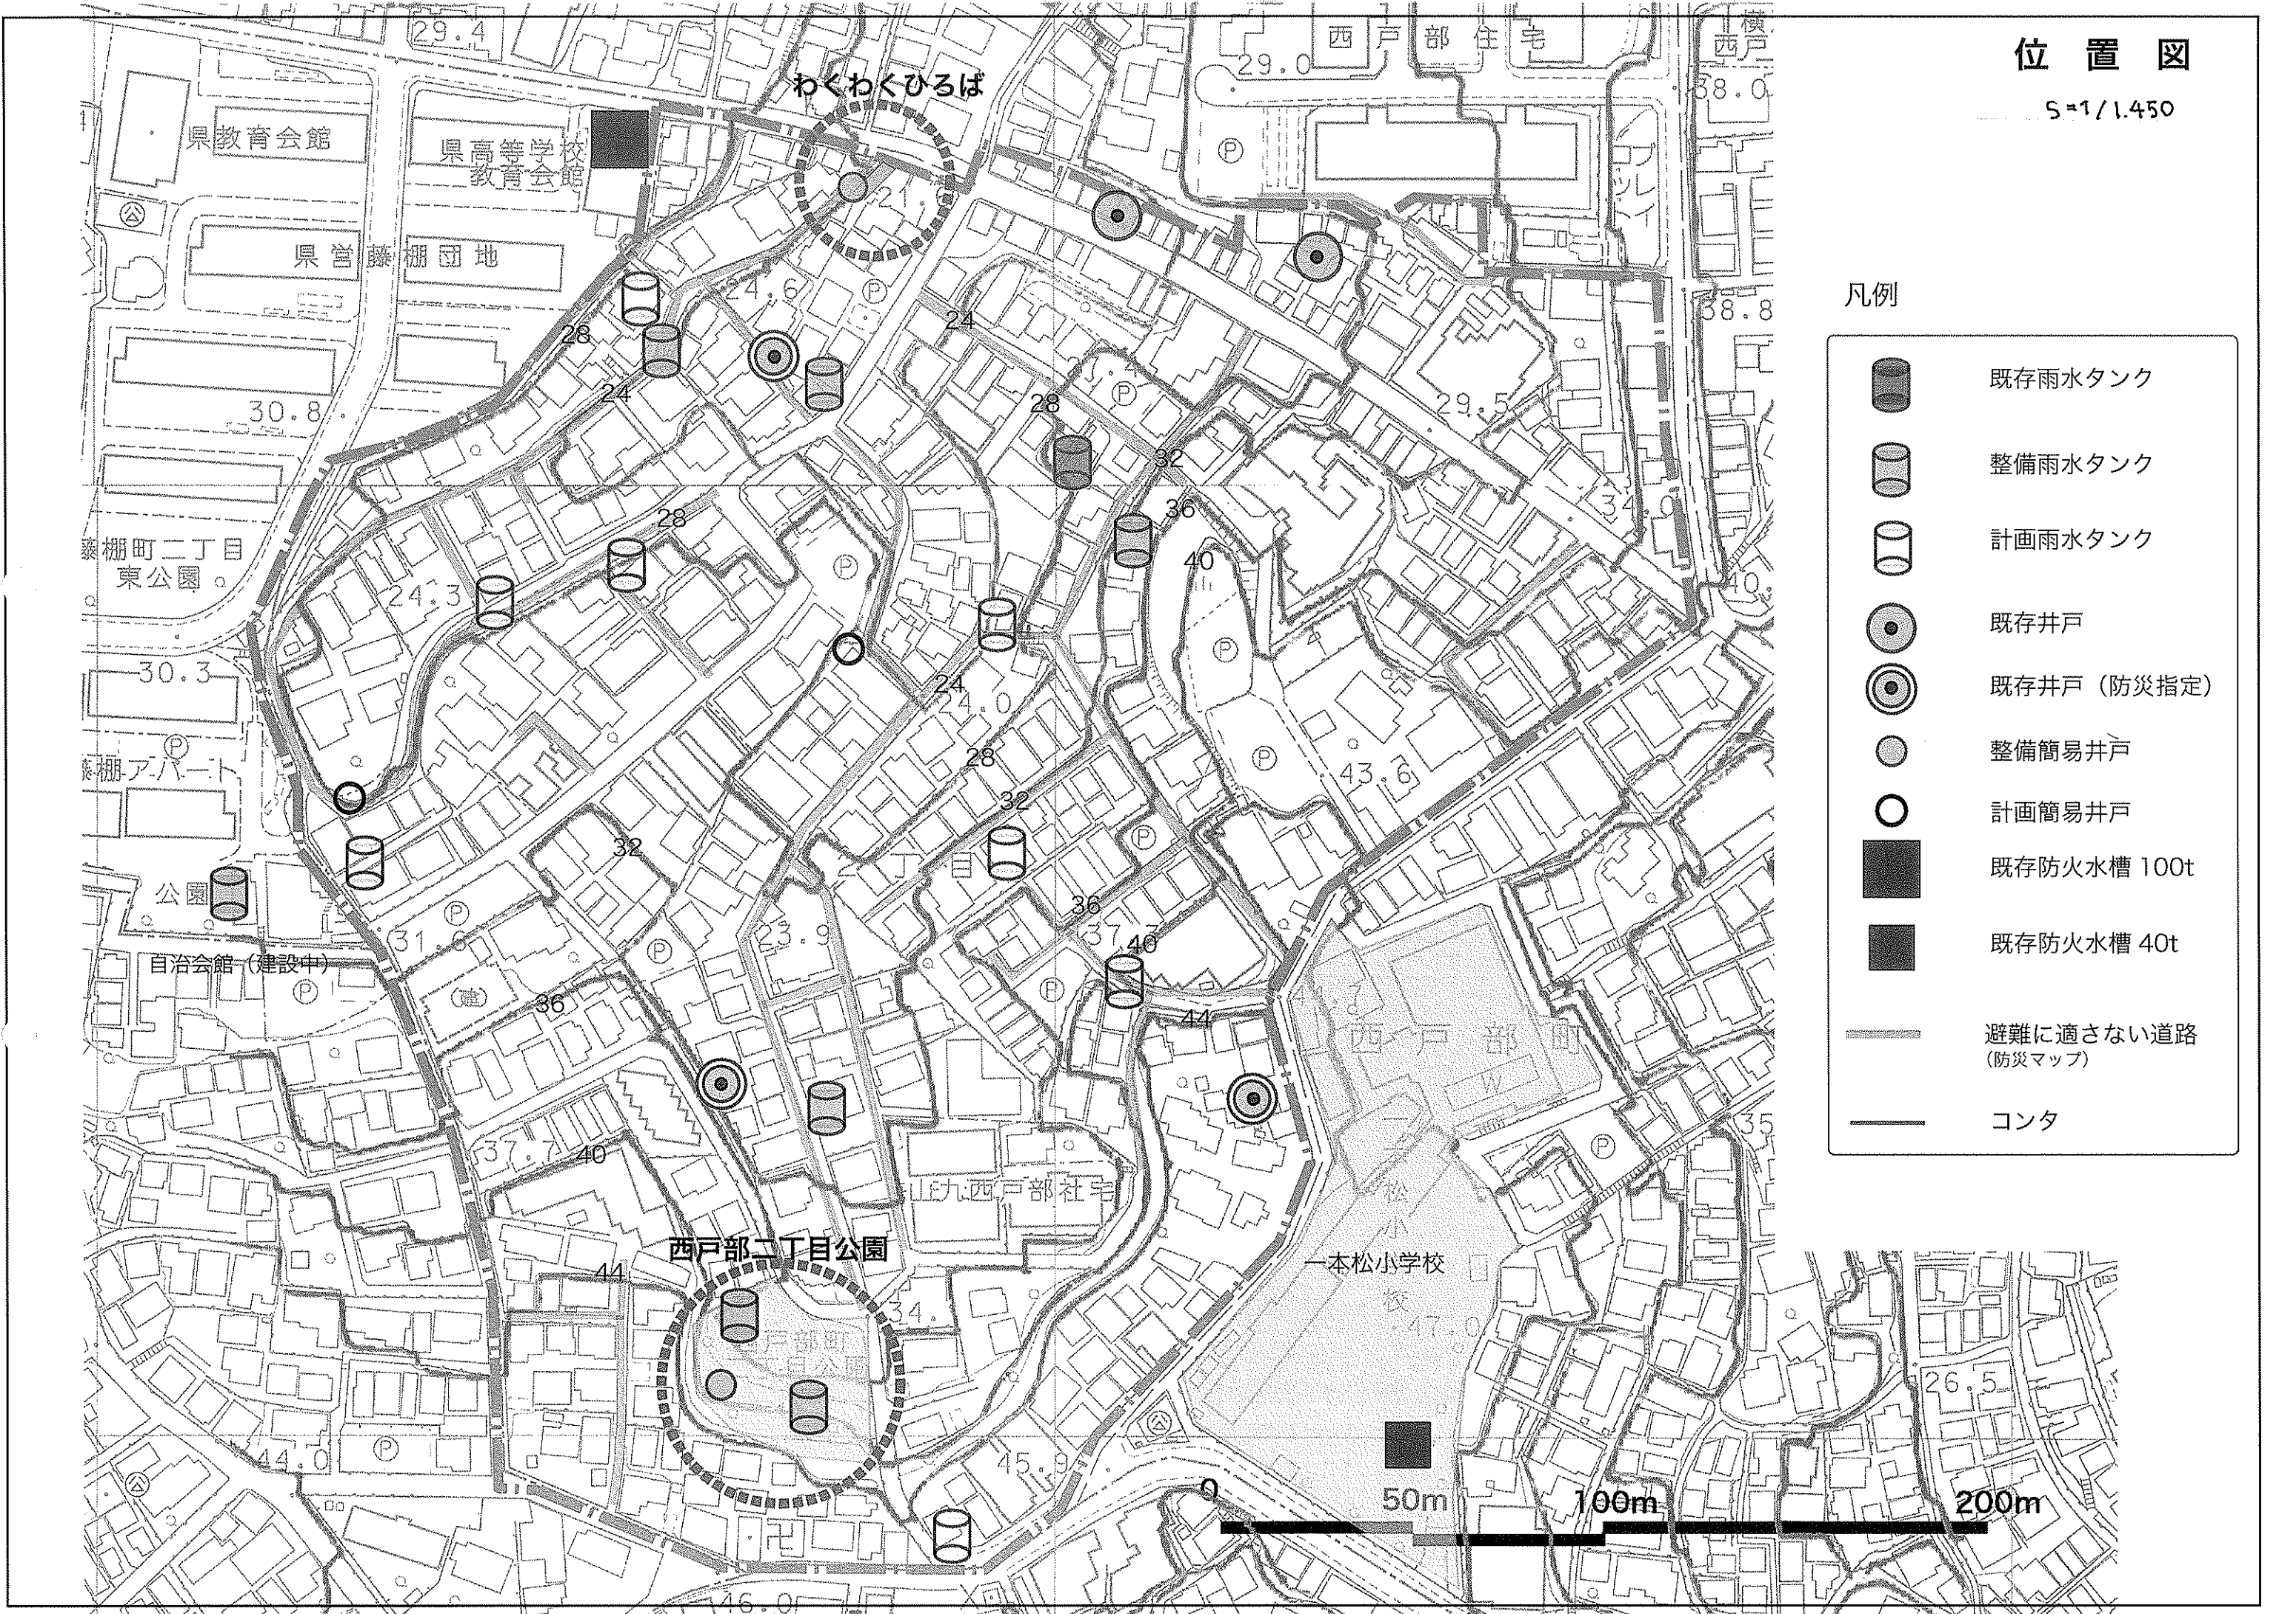 位 置 図
S=1/1.450
29.4
西 戸 部 住 宅
西戸
29.0
38.0
わくわくひろば
県教育会館
県高等学校
教育会館
プレイ
県営藤棚団地
24.6
38.8
凡例
28
24
24
30.8
28
29.5
32
既存雨水タンク
整備雨水タンク
計画雨水タンク
既存井戸
既存井戸（防災指定）
整備簡易井戸
計画簡易井戸
既存防火水槽 100t
既存防火水槽 40t
避難に適さない道路
（防災マップ）
コンタ
28
36
40
藤棚町二丁目
東公園
24.3
30.3
24
24.0
28
43.6
藤棚アパート
32
32
公園
36
31.6
23.9
40
自治会館（建設中）
36
44
西 戸 部 町
W
37.7
40
35
山九西戸部社宅
松
小
校
一本松小学校
西戸部二丁目公園
44
34.
47.0
26.5
44.0
45.9
46.0
0
50m
100m
200m